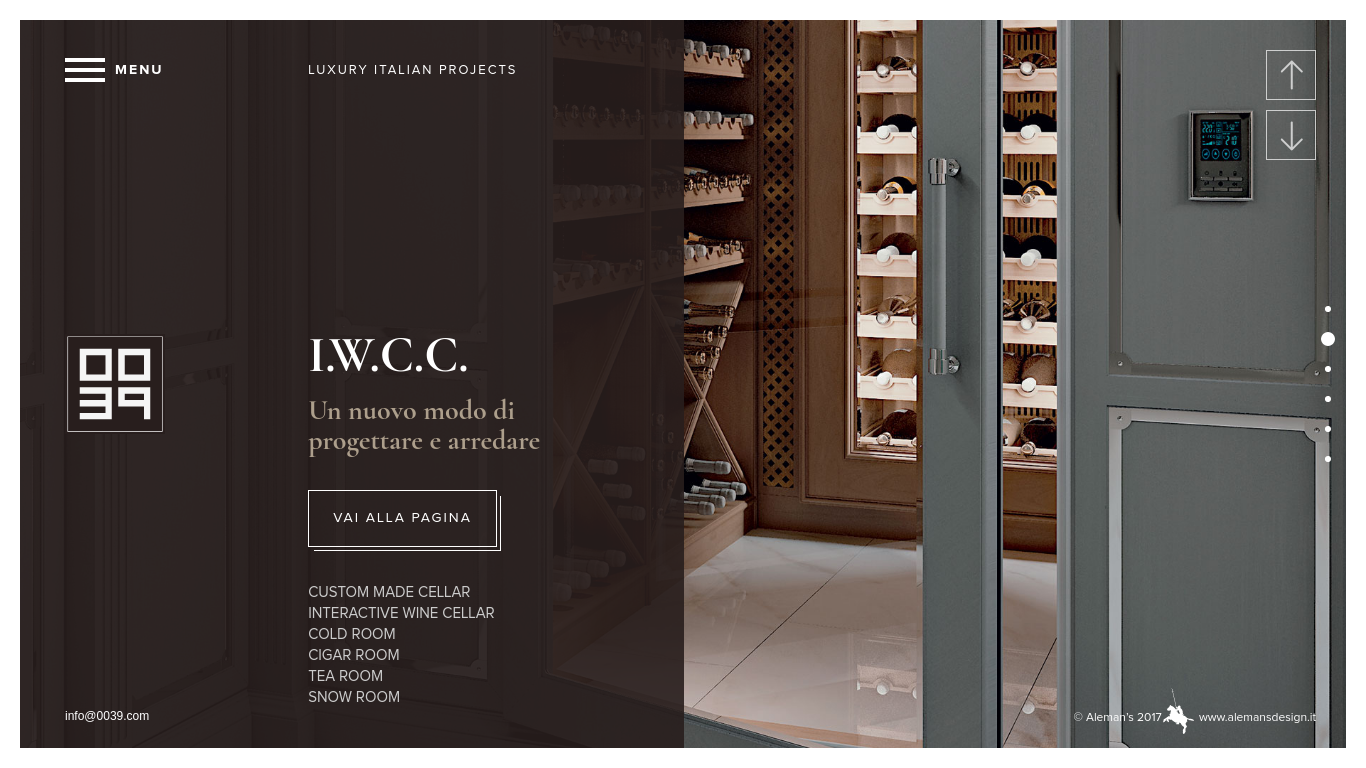 MENU
LUXURY ITALIAN PROJECTS
0039
I.W.C.C.
Un nuovo modo di
progettare e arredare
VAI ALLA PAGINA
CUSTOM MADE CELLAR
INTERACTIVE WINE CELLAR
COLD ROOM
CIGAR ROOM
TEA ROOM
SNOW ROOM
info@0039.com
© Aleman's 2017 www.alemansdesign.it